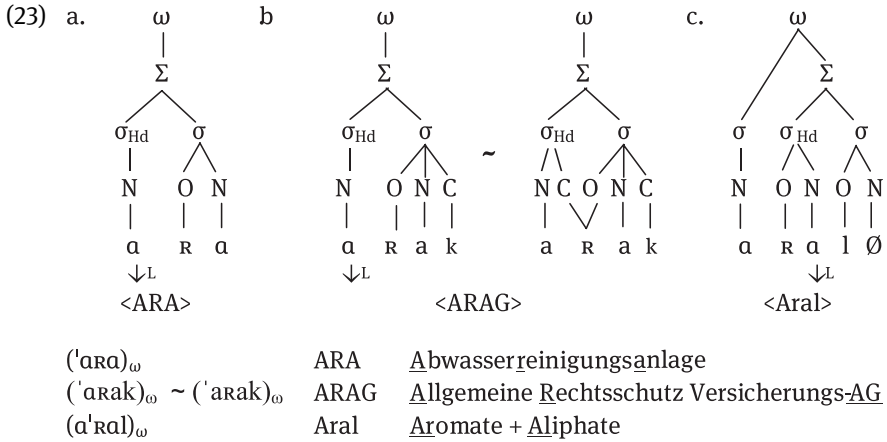 (23) a. ω b ω ω c. ω
Σ Σ Σ Σ
σHd σ σHd σ ~ σHd σ σ σHd σ
N O N N O N C N C O N C N O N O N
ɑ ʀ ɑ ɑ ʀ a k a ʀ a k ɑ ʀ ɑ l Ø
↓L ↓L ↓L
<ARA> <ARAG> <Aral>
(ˈɑʀɑ)ω ARA Abwasserreinigungsanlage
(ˈɑʀak)ω ~ (ˈaʀak)ω ARAG Allgemeine Rechtsschutz Versicherungs-AG
(ɑˈʀɑl)ω Aral Aromate + Aliphate